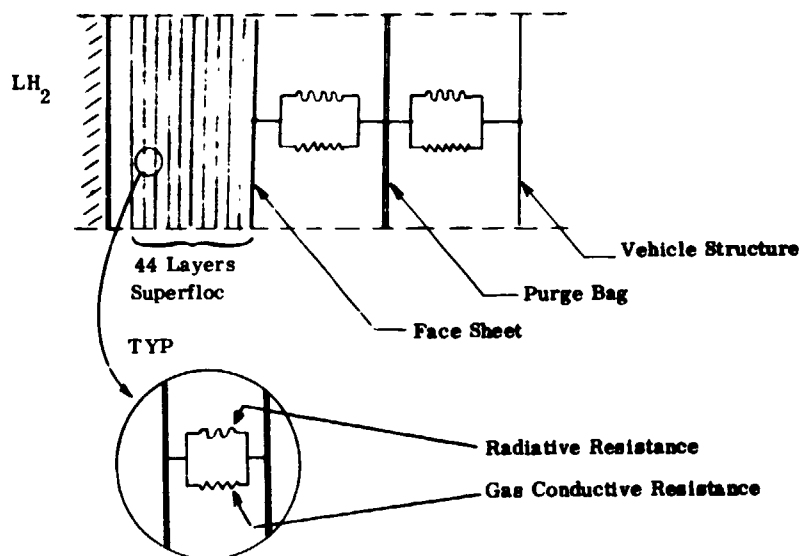 LH2
44 Layers
Superfloc
TYP
Vehicle Structure
Purge Bag
Face Sheet
Radiative Resistance
Gas Conductive Resistance